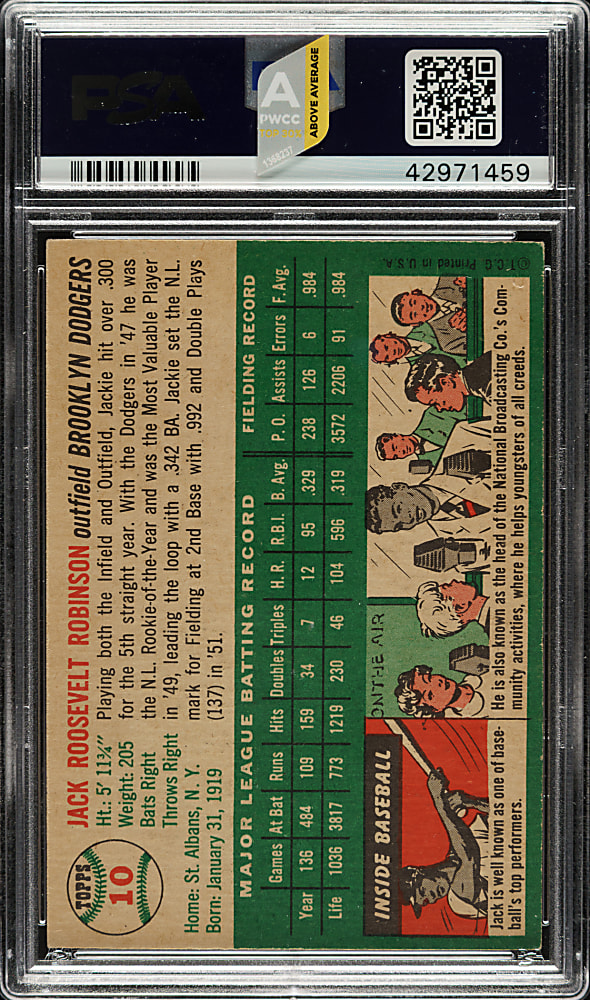 PSA
A
PWCC
TOP 30%
1368237
ABOVE AVERAGE
42971459
TOPPS
10
JACK ROOSEVELT ROBINSON outfield BROOKLYN DODGERS
Ht.: 5' 11¾" Playing both the Infield and Outfield, Jackie hit over .300
Weight: 205 for the 5th straight year. With the Dodgers in '47 he was
Bats Right the N.L. Rookie-of-the-Year and was the Most Valuable Player
Throws Right in '49, leading the loop with a .342 BA. Jackie set the N.L.
Home: St. Albans, N. Y. mark for Fielding at 2nd Base with .992 and Double Plays
Born: January 31, 1919 (137) in '51.
MAJOR LEAGUE BATTING RECORD FIELDING RECORD
Games At Bat Runs Hits Doubles Triples H.R. R.B.I. B. Avg. P. O. Assists Errors F. Avg.
Year 136 484 109 159 34 7 12 95 .329 238 126 6 .984
Life 1036 3817 773 1219 230 46 104 596 .319 3572 2206 91 .984
INSIDE BASEBALL
ON THE AIR
Jack is well known as one of base-
ball's top performers.
He is also known as the head of the National Broadcasting Co.'s Com-
munity activities, where he helps youngsters of all creeds.
©T.C.G. Printed in U.S.A.